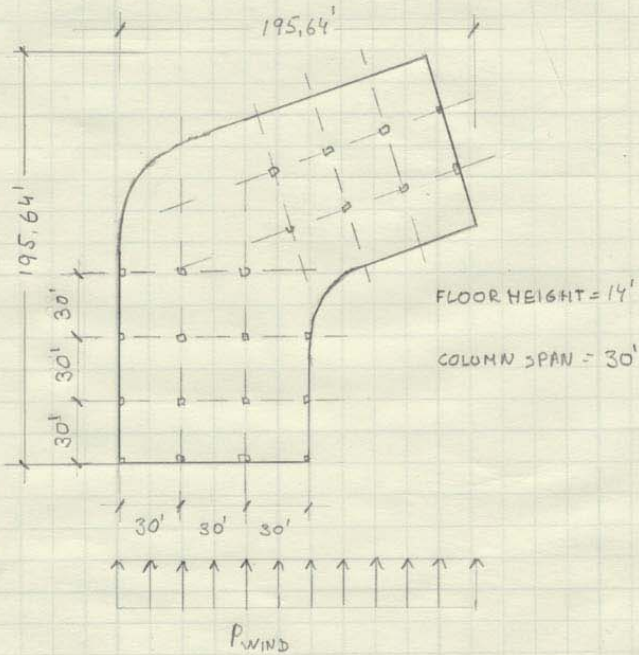 195,64'
195,64'
30'
30'
30'
FLOOR HEIGHT = 14'
COLUMN SPAN = 30'
30' 30' 30'
PWIND